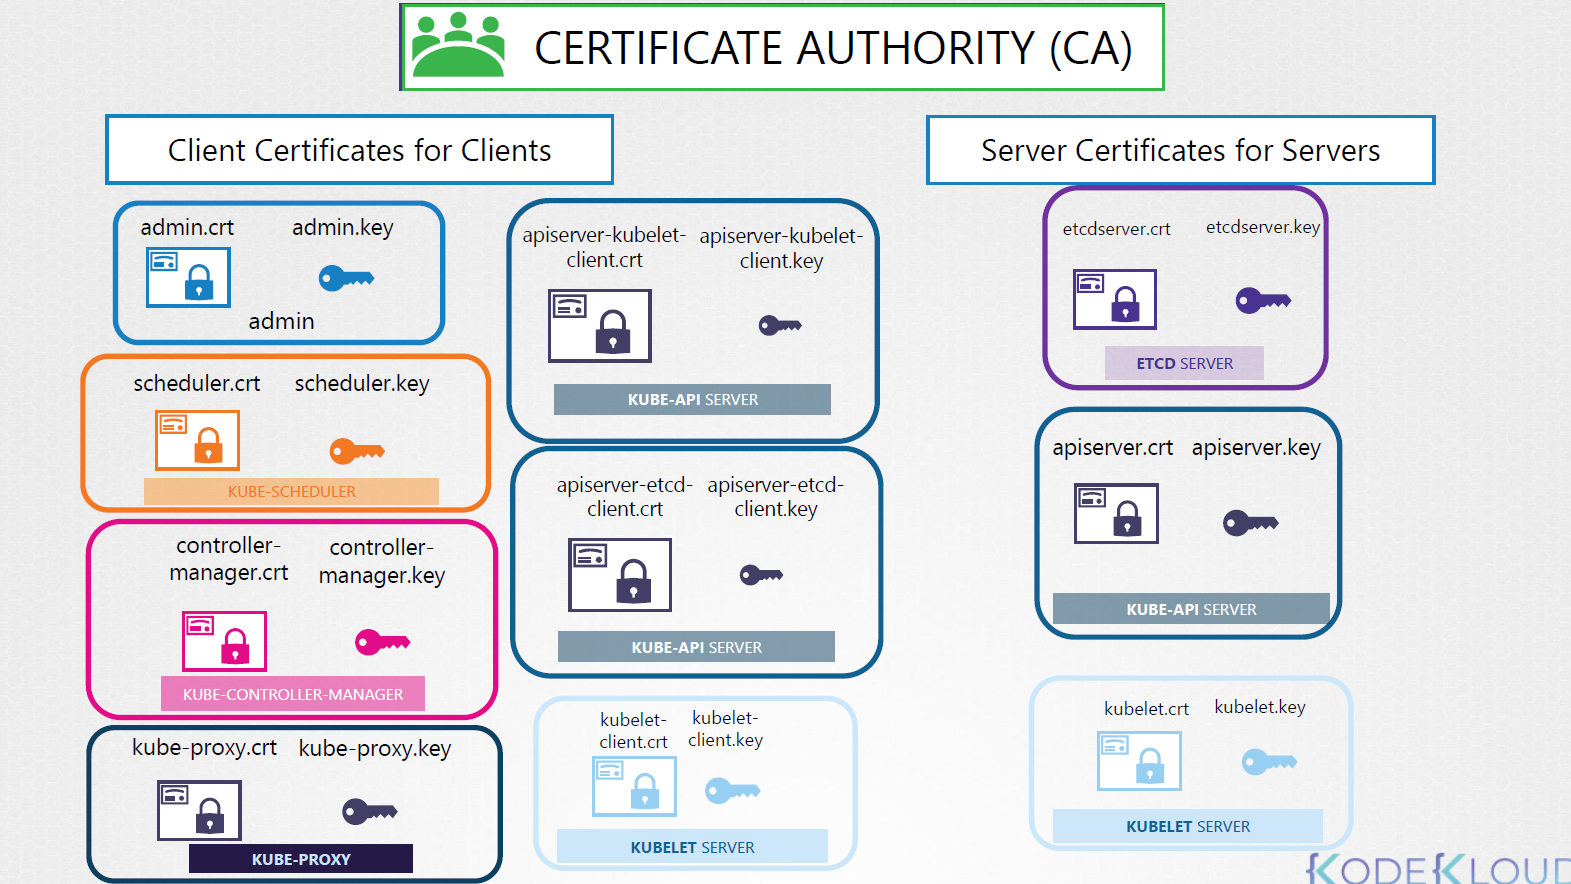 CERTIFICATE AUTHORITY (CA)
Client Certificates for Clients
admin.crt
admin.key
admin
scheduler.crt
scheduler.key
KUBE-SCHEDULER
controller-
manager.crt
controller-
manager.key
KUBE-CONTROLLER-MANAGER
kube-proxy.crt
kube-proxy.key
KUBE-PROXY
apiserver-kubelet-
client.crt
apiserver-kubelet-
client.key
KUBE-API SERVER
apiserver-etcd-
client.crt
apiserver-etcd-
client.key
KUBE-API SERVER
kubelet-
client.crt
kubelet-
client.key
KUBELET SERVER
Server Certificates for Servers
etcdserver.crt
etcdserver.key
ETCD SERVER
apiserver.crt
apiserver.key
KUBE-API SERVER
kubelet.crt
kubelet.key
KUBELET SERVER
KODEKLOUD